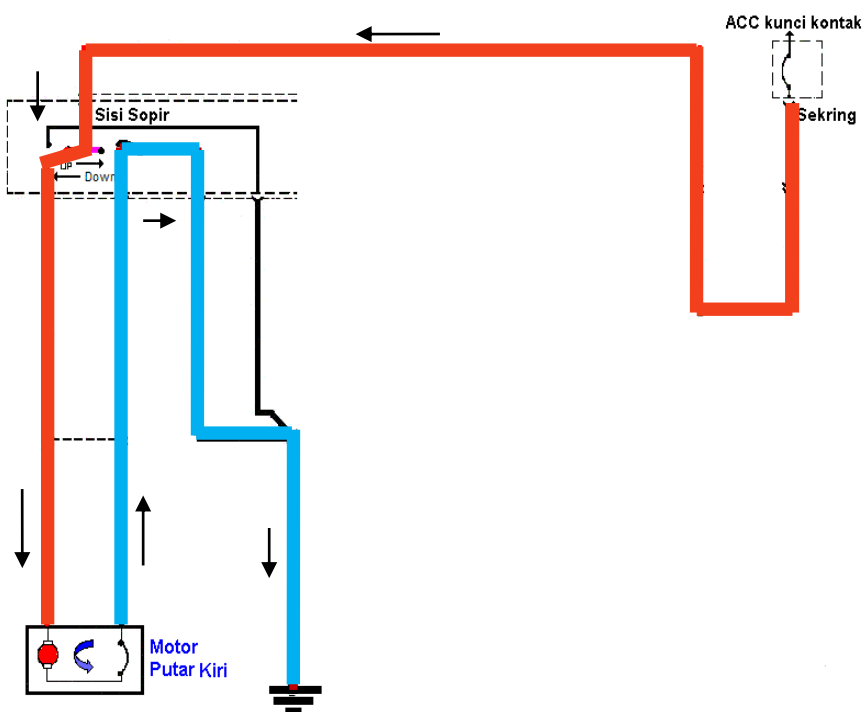 ACC kunci kontak
Sekring
Sisi Sopir
UP
Down
Motor
Putar Kiri